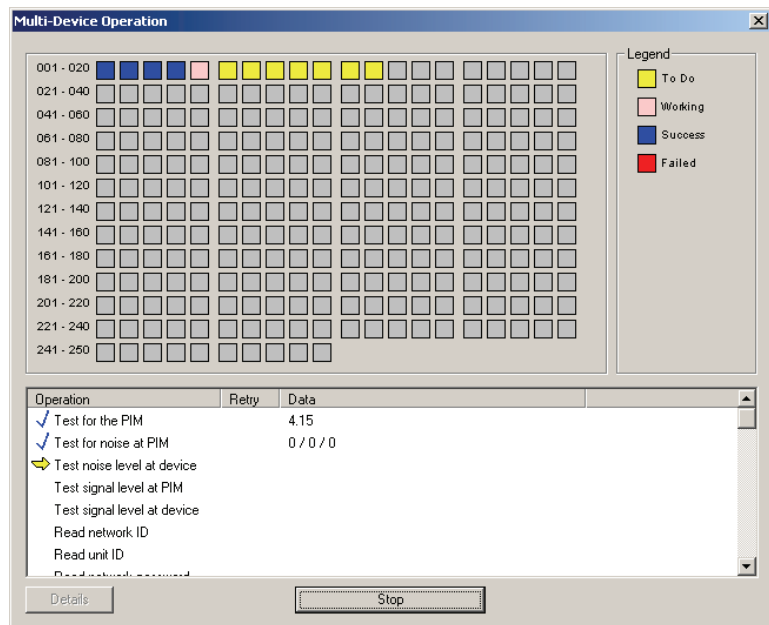 Multi-Device Operation
001 - 020
021 - 040
041 - 060
061 - 080
081 - 100
101 - 120
121 - 140
141 - 160
161 - 180
181 - 200
201 - 220
221 - 240
241 - 250
Legend
To Do
Working
Success
Failed
Operation Retry Data
Test for the PIM 4.15
Test for noise at PIM 0 / 0 / 0
Test noise level at device
Test signal level at PIM
Test signal level at device
Read network ID
Read unit ID
Read network password
Details Stop